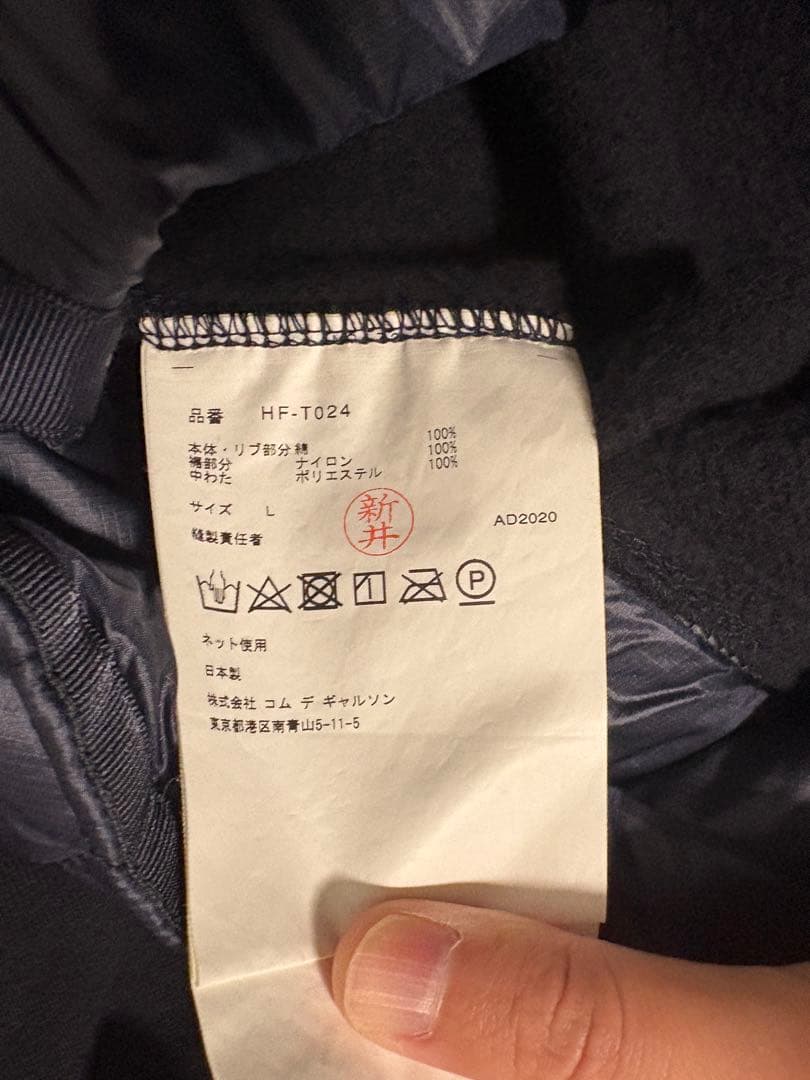 品番 HF-T024
本体・リブ部分 綿 100%
裾部分 ナイロン 100%
中わた ポリエステル 100%
サイズ L
縫製責任者 新井 AD2020
P
ネット使用
日本製
株式会社 コム デ ギャルソン
東京都港区南青山5-11-5